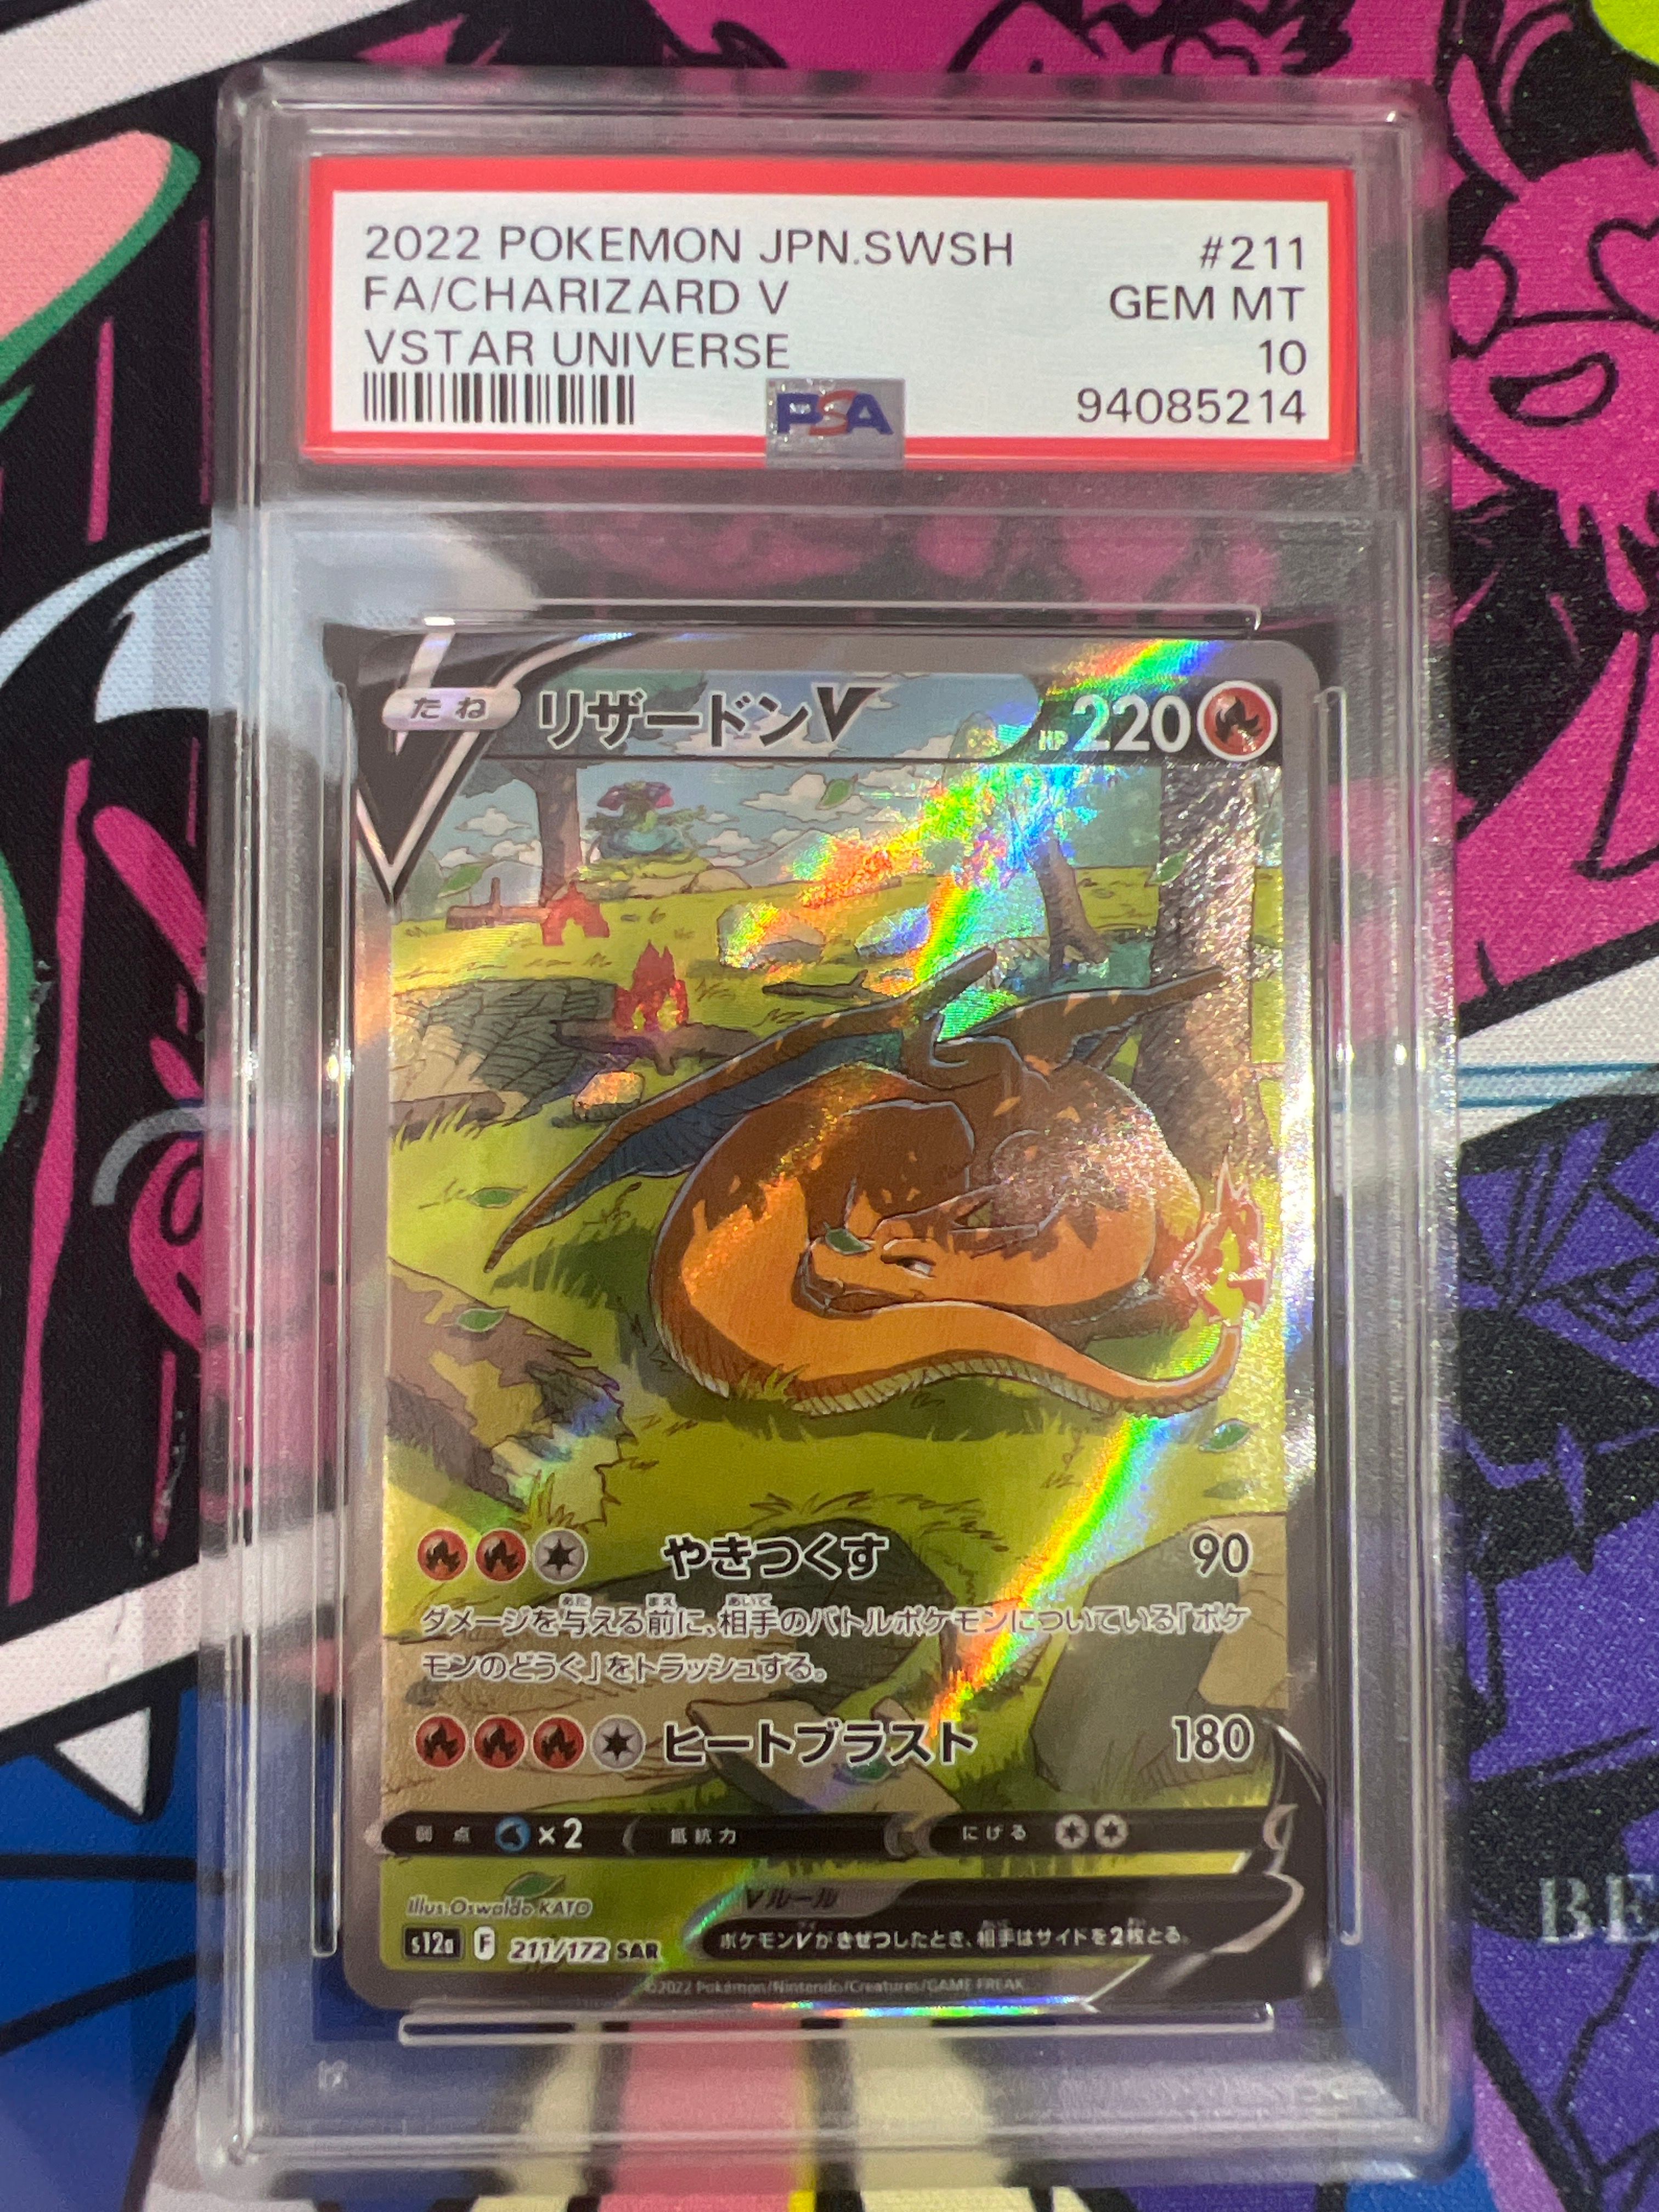 2022 POKEMON JPN.SWSH #211
FA/CHARIZARD V GEM MT
VSTAR UNIVERSE 10
PSA 94085214
たね リザードンV HP 220
やきつくす 90
ダメージを与える前に、相手のバトルポケモンについている「ポケ
モンのどうぐ」をトラッシュする。
ヒートブラスト 180
弱点 ×2 抵抗力 にげる
illus. Oswaldo KATO
Vルール
s12a F 211/172 SAR
ポケモンVがきぜつしたとき、相手はサイドを2枚とる。
©2022 Pokémon/Nintendo/Creatures/GAME FREAK
BE